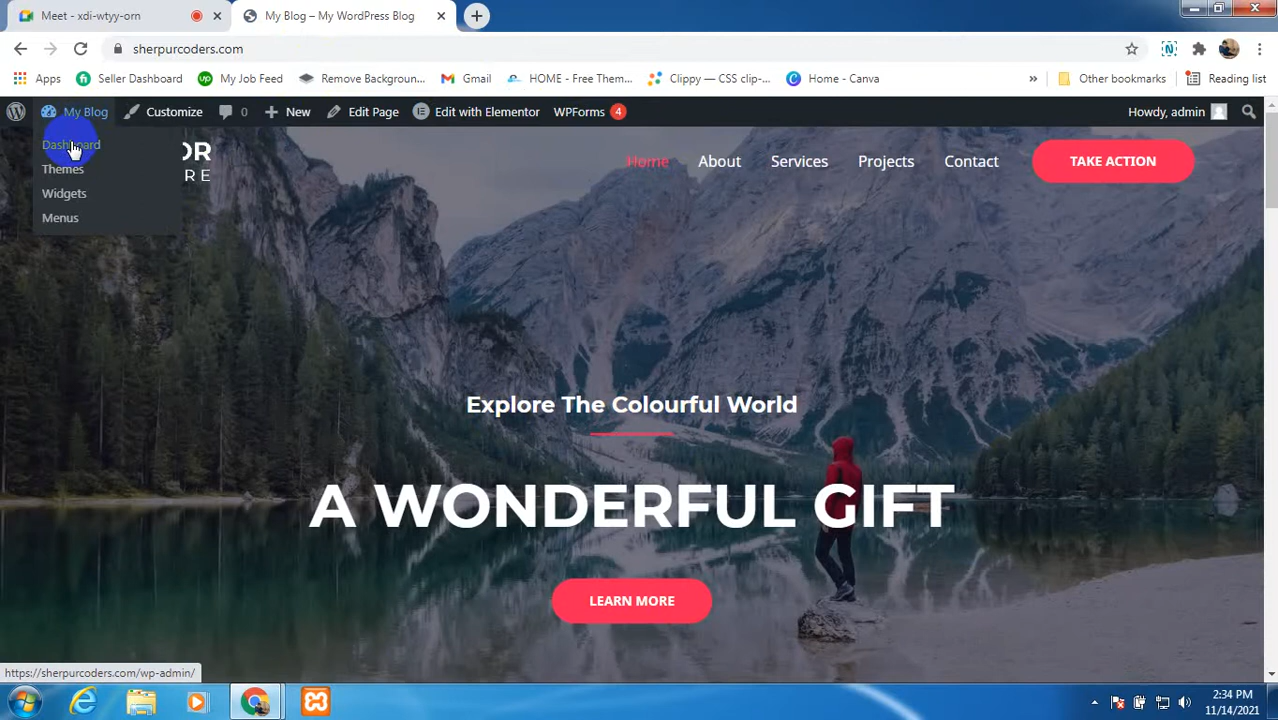 Meet - xdi-wtyy-orn
My Blog – My WordPress Blog
sherpurcoders.com
Apps
Seller Dashboard
My Job Feed
Remove Backgroun...
Gmail
HOME - Free Them...
Clippy — CSS clip-...
Home - Canva
»
Other bookmarks
Reading list
My Blog
Customize
0
New
Edit Page
Edit with Elementor
WPForms 4
Howdy, admin
Dashboard
Themes
Widgets
Menus
OR
RE
Home
About
Services
Projects
Contact
TAKE ACTION
Explore The Colourful World
A WONDERFUL GIFT
LEARN MORE
https://sherpurcoders.com/wp-admin/
2:34 PM
11/14/2021